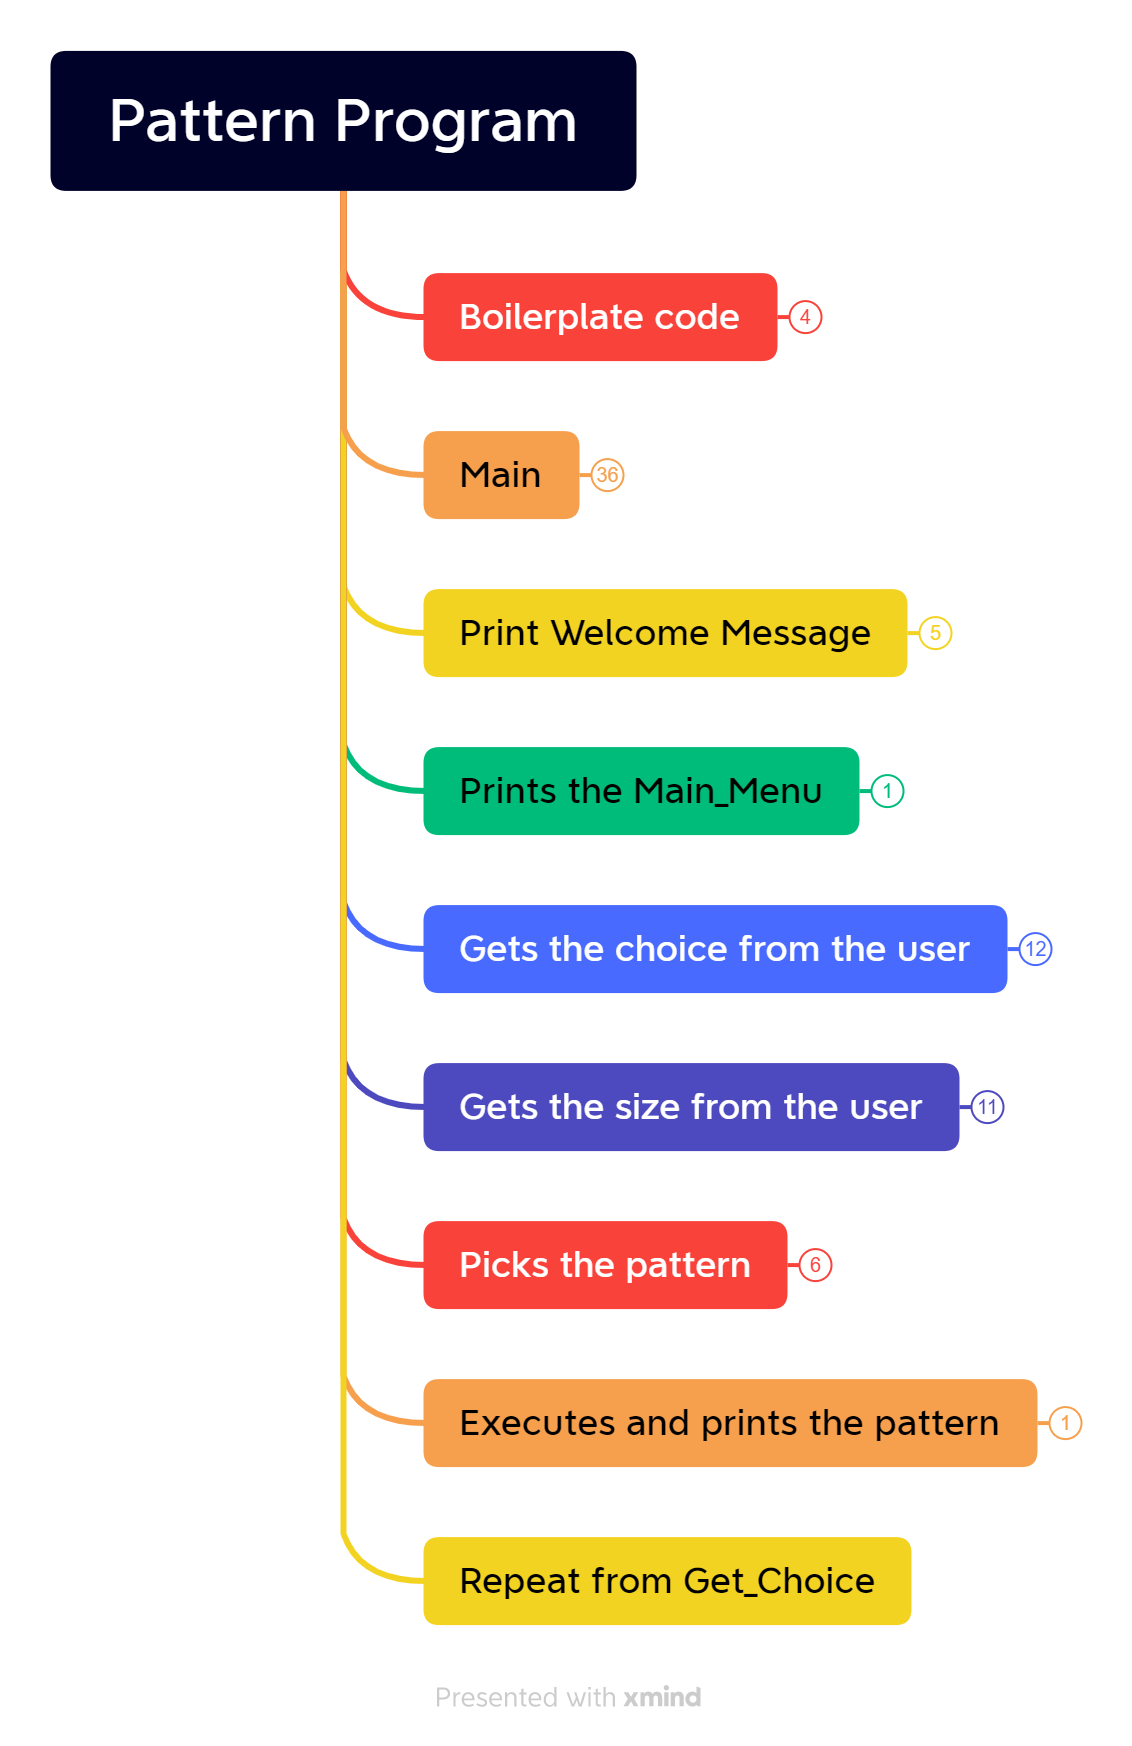 Pattern Program
Boilerplate code 4
Main 36
Print Welcome Message 5
Prints the Main_Menu 1
Gets the choice from the user 12
Gets the size from the user 11
Picks the pattern 6
Executes and prints the pattern 1
Repeat from Get_Choice
Presented with xmind